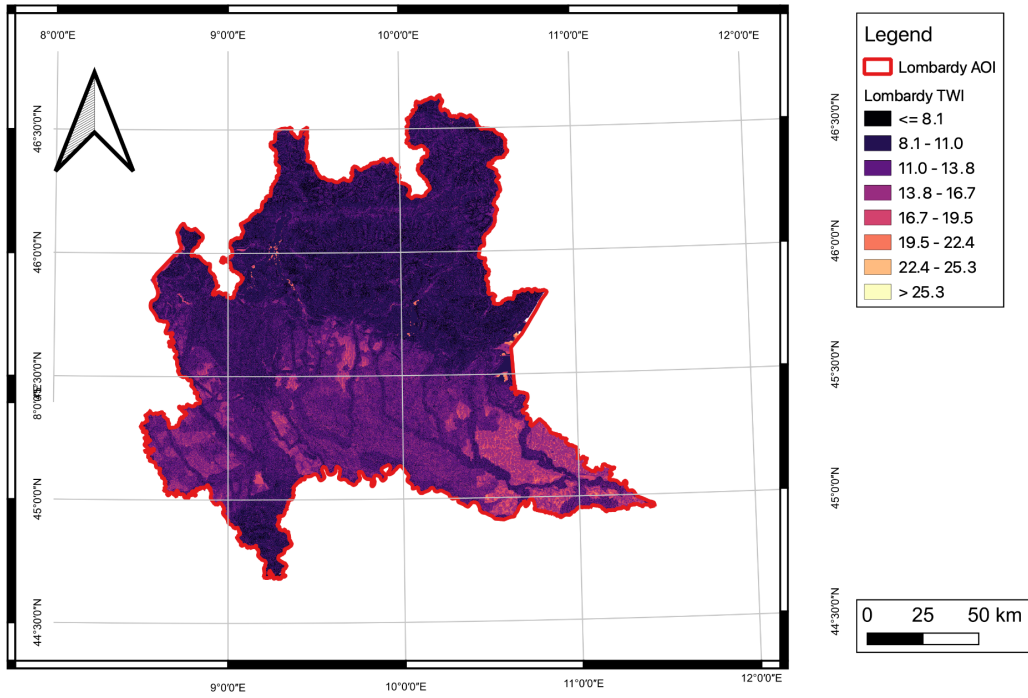 8°0'0"E 9°0'0"E 10°0'0"E 11°0'0"E 12°0'0"E
46°30'0"N
46°0'0"N
45°30'0"N
45°0'0"N
44°30'0"N
46°30'0"N
46°0'0"N
45°30'0"N
45°0'0"N
44°30'0"N
9°0'0"E 10°0'0"E 11°0'0"E 12°0'0"E
Legend
Lombardy AOI
Lombardy TWI
<= 8.1
8.1 - 11.0
11.0 - 13.8
13.8 - 16.7
16.7 - 19.5
19.5 - 22.4
22.4 - 25.3
> 25.3
0 25 50 km